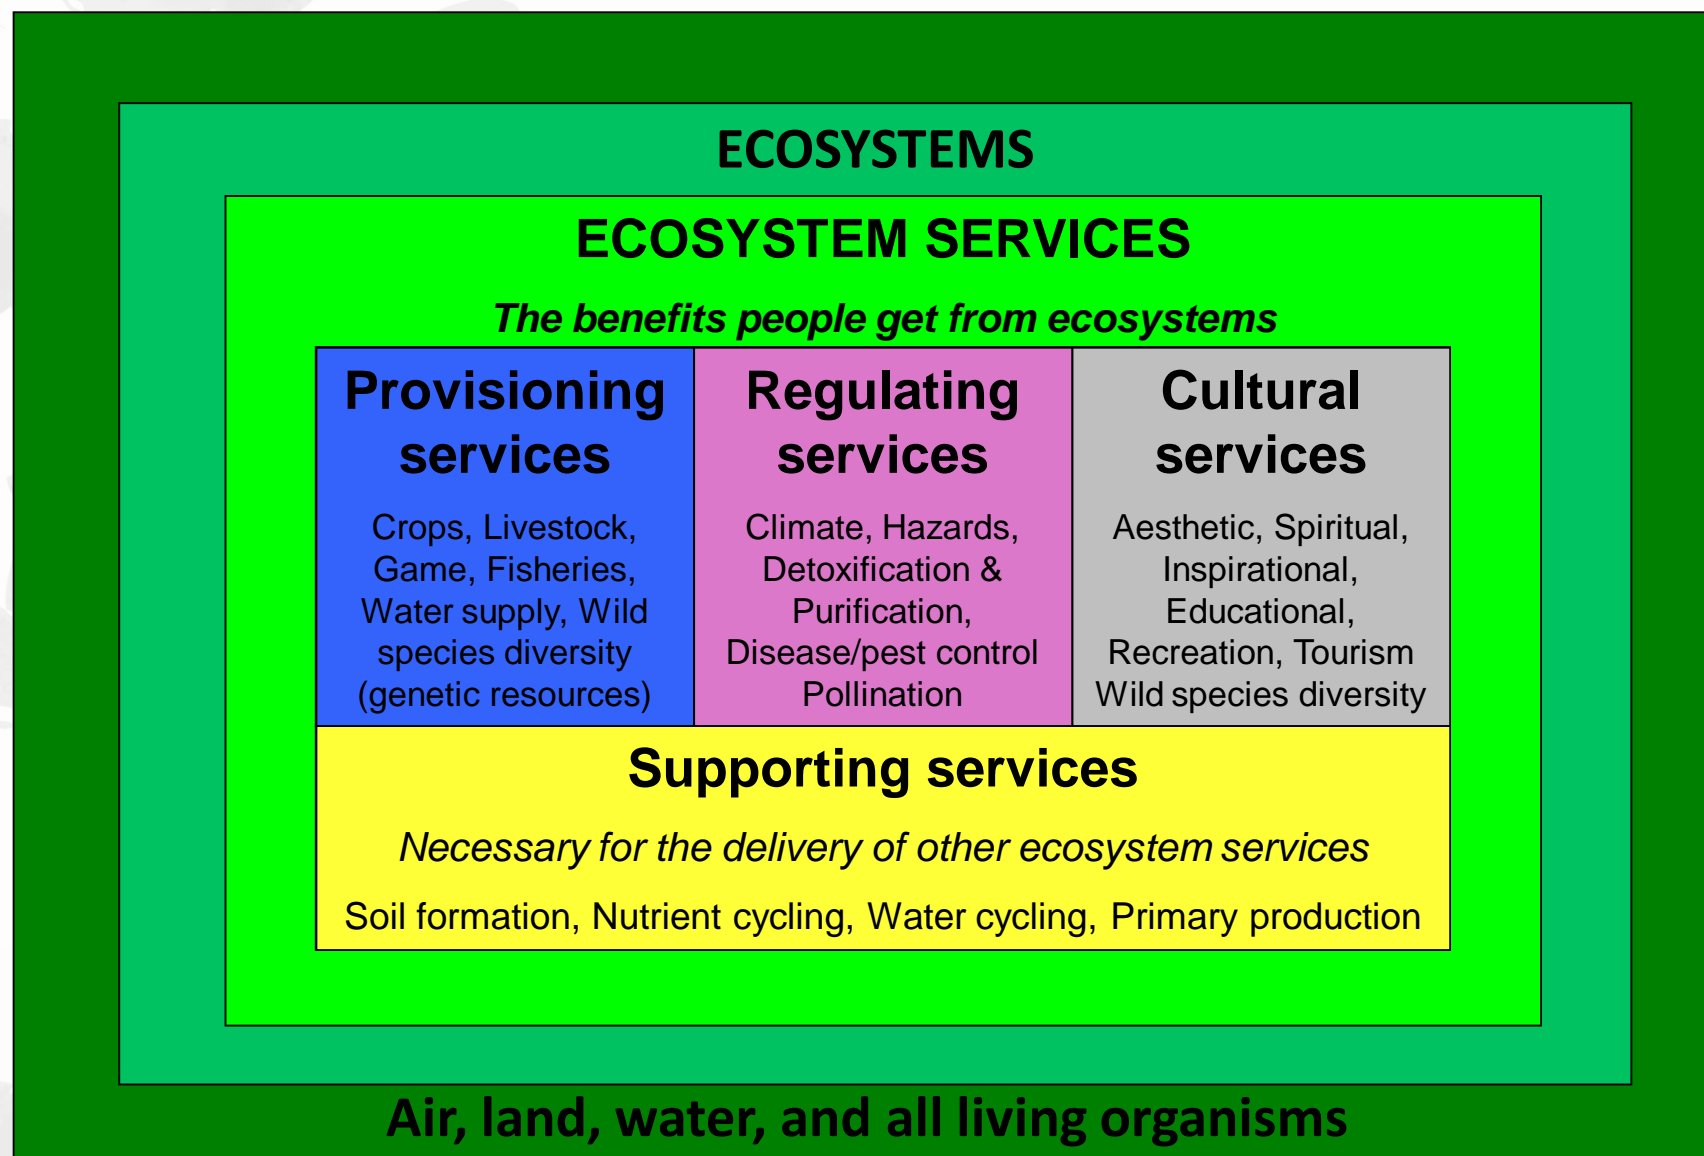 ECOSYSTEMS
ECOSYSTEM SERVICES
The benefits people get from ecosystems
Provisioning
services
Crops, Livestock,
Game, Fisheries,
Water supply, Wild
species diversity
(genetic resources)
Regulating
services
Climate, Hazards,
Detoxification &
Purification,
Disease/pest control
Pollination
Cultural
services
Aesthetic, Spiritual,
Inspirational,
Educational,
Recreation, Tourism
Wild species diversity
Supporting services
Necessary for the delivery of other ecosystem services
Soil formation, Nutrient cycling, Water cycling, Primary production
Air, land, water, and all living organisms